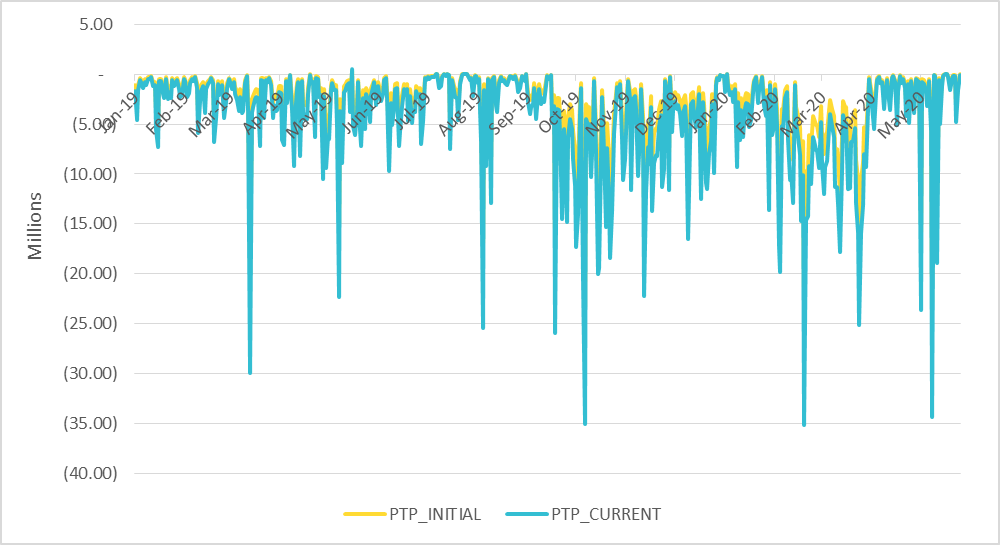 5.00
-
(5.00)
(10.00)
(15.00)
(20.00)
(25.00)
(30.00)
(35.00)
(40.00)
Millions
Jan-19
Feb-19
Mar-19
Apr-19
May-19
Jun-19
Jul-19
Aug-19
Sep-19
Oct-19
Nov-19
Dec-19
Jan-20
Feb-20
Mar-20
Apr-20
May-20
PTP_INITIAL PTP_CURRENT